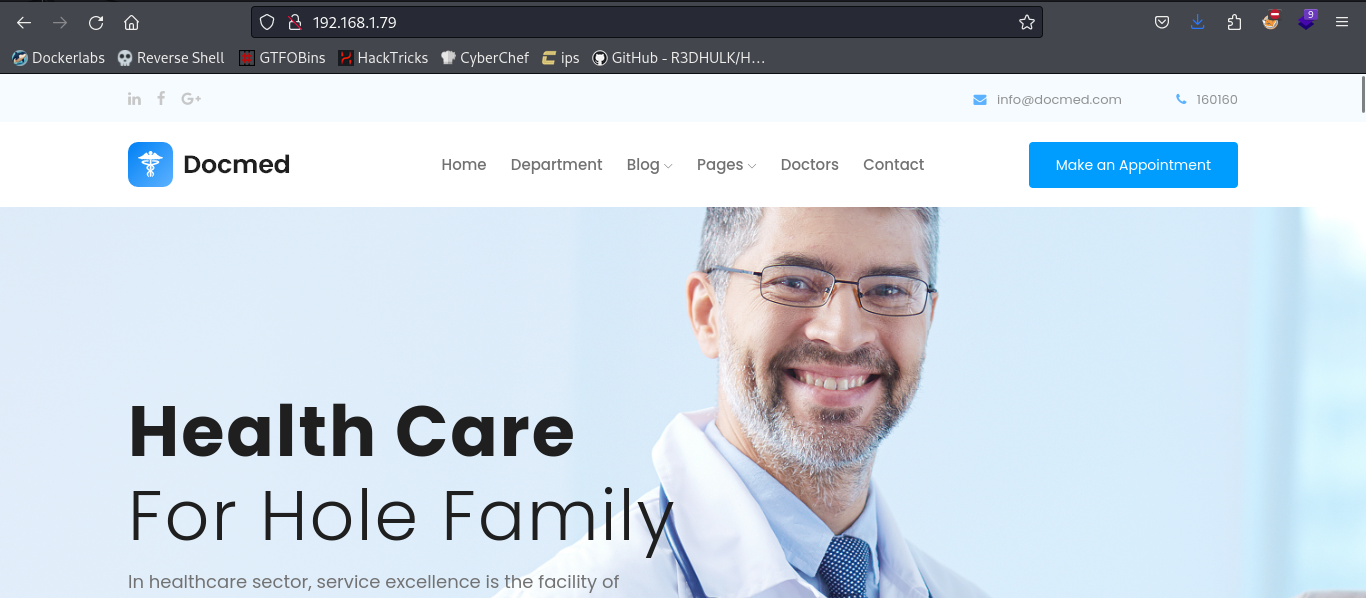 192.168.1.79
9
Dockerlabs Reverse Shell GTFOBins HackTricks CyberChef ips GitHub - R3DHULK/H...
info@docmed.com 160160
Docmed Home Department Blog Pages Doctors Contact Make an Appointment
Health Care
For Hole Family
In healthcare sector, service excellence is the facility of